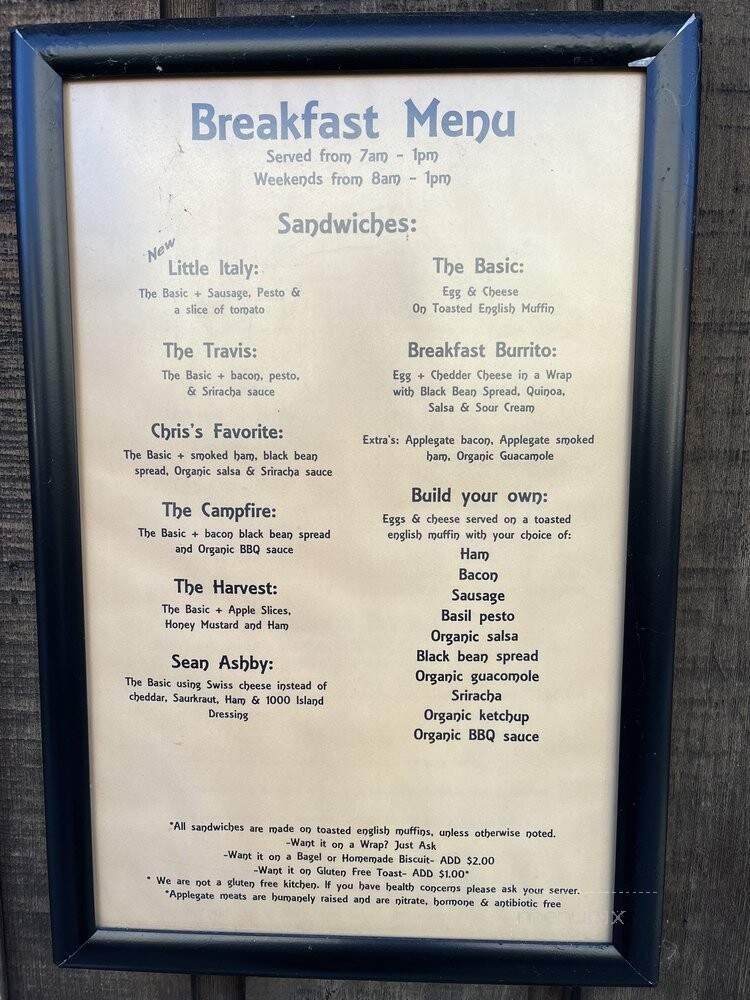 Breakfast Menu
Served from 7am - 1pm
Weekends from 8am - 1pm
Sandwiches:
New
Little Italy:
The Basic + Sausage, Pesto &
a slice of tomato
The Travis:
The Basic + bacon, pesto,
& Sriracha sauce
Chris's Favorite:
The Basic + smoked ham, black bean
spread, Organic salsa & Sriracha sauce
The Campfire:
The Basic + bacon black bean spread
and Organic BBQ sauce
The Harvest:
The Basic + Apple Slices,
Honey Mustard and Ham
Sean Ashby:
The Basic using Swiss cheese instead of
cheddar, Saurkraut, Ham & 1000 Island
Dressing
The Basic:
Egg & Cheese
On Toasted English Muffin
Breakfast Burrito:
Egg + Chedder Cheese in a Wrap
with Black Bean Spread, Quinoa,
Salsa & Sour Cream
Extra's: Applegate bacon, Applegate smoked
ham, Organic Guacamole
Build your own:
Eggs & cheese served on a toasted
english muffin with your choice of:
Ham
Bacon
Sausage
Basil pesto
Organic salsa
Black bean spread
Organic guacomole
Sriracha
Organic ketchup
Organic BBQ sauce
*All sandwiches are made on toasted english muffins, unless otherwise noted.
-Want it on a Wrap? Just Ask
-Want it on a Bagel or Homemade Biscuit- ADD $2.00
-Want it on Gluten Free Toast- ADD $1.00*
* We are not a gluten free kitchen. If you have health concerns please ask your server.
*Applegate meats are humanely raised and are nitrate, hormone & antibiotic free